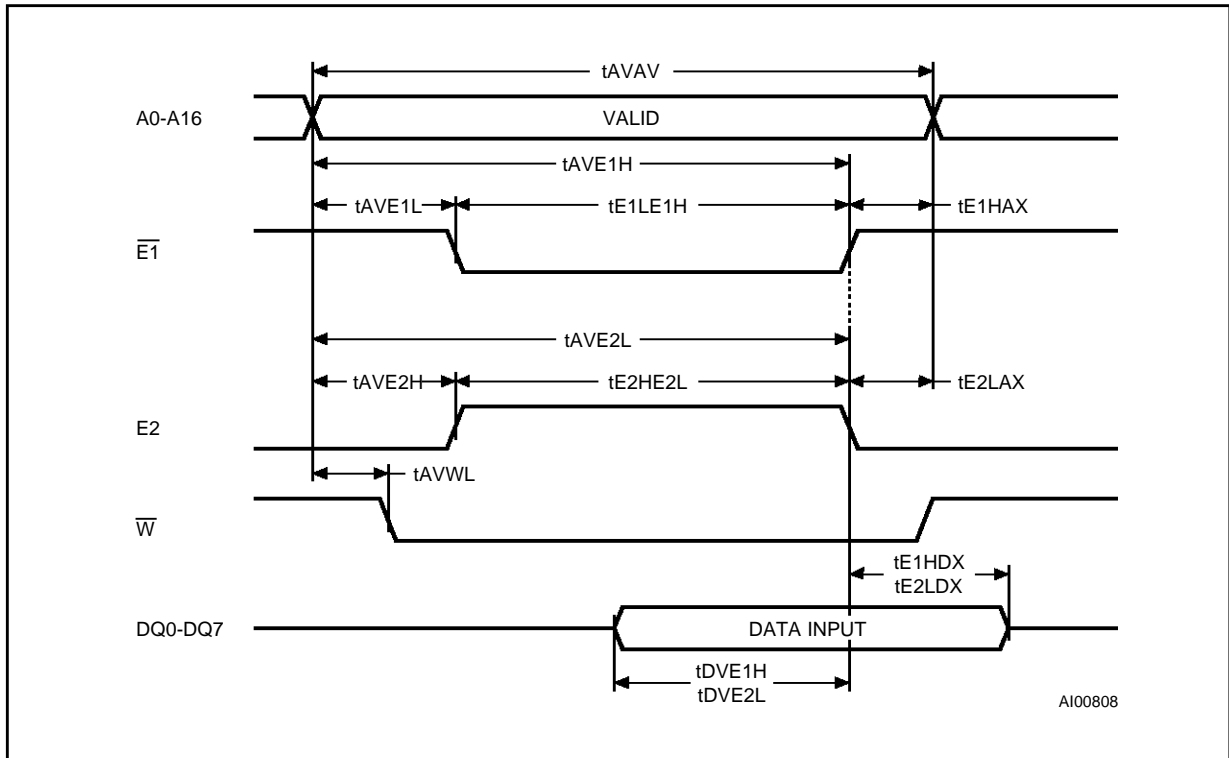 tAVAV
A0-A16
VALID
tAVE1H
tAVE1L
tE1LE1H
tE1HAX
E1
tAVE2L
tAVE2H
tE2HE2L
tE2LAX
E2
tAVWL
W
tE1HDX
tE2LDX
DQ0-DQ7
DATA INPUT
tDVE1H
tDVE2L
AI00808